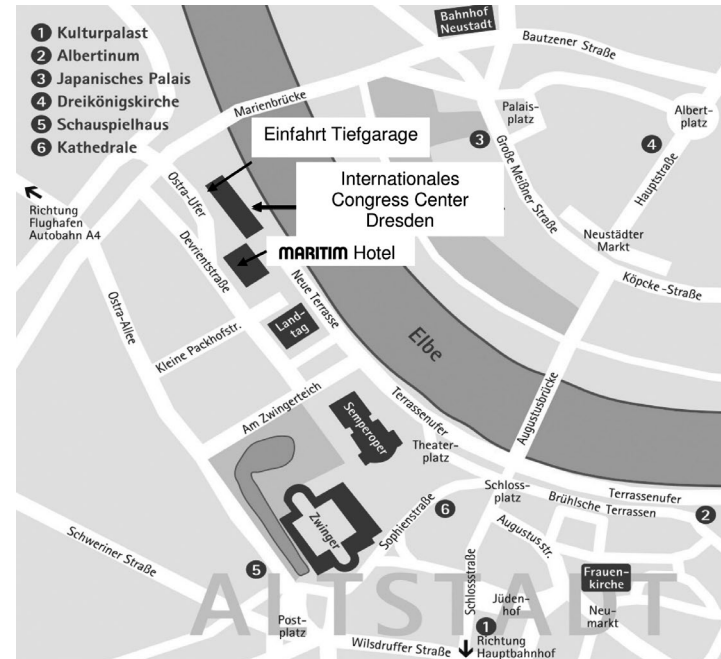 1 Kulturpalast
2 Albertinum
3 Japanisches Palais
4 Dreikönigskirche
5 Schauspielhaus
6 Kathedrale
Bahnhof
Neustadt
Bautzener Straße
Marienbrücke
Palais-
platz
Albert-
platz
3
4
Einfahrt Tiefgarage
Große Meißner Straße
Hauptstraße
Internationales
Congress Center
Dresden
Ostra-Ufer
Richtung
Flughafen
Autobahn A4
Neustädter
Markt
MARITIM Hotel
Devrientstraße
Neue Terrasse
Köpcke-Straße
Ostra-Allee
Land-
tag
Kleine Packhofstr.
Elbe
Augustusbrücke
Am Zwingerteich
Semperoper
Terrassenufer
Theater-
platz
Schloss-
platz
Terrassenufer
Brühlsche Terrassen
2
6
Sophienstraße
Zwinger
Augustusstr.
Schweriner Straße
Schlossstraße
5
Frauen-
kirche
ALTSTADT
Jüden-
hof
Neu-
markt
Post-
platz
1
Wilsdruffer Straße
Richtung
Hauptbahnhof